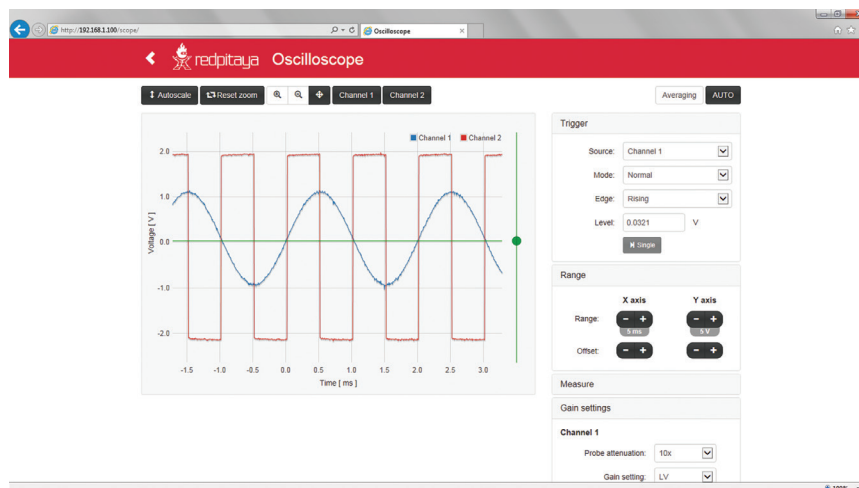 http://192.168.1.100/scope/
Oscilloscope
redpitaya Oscilloscope
Autoscale Reset zoom Channel 1 Channel 2 Averaging AUTO
Channel 1 Channel 2
2.0
1.0
0.0
-1.0
-2.0
Voltage [ V ]
-1.5 -1.0 -0.5 0.0 0.5 1.0 1.5 2.0 2.5 3.0
Time [ ms ]
Trigger
Source: Channel 1
Mode: Normal
Edge: Rising
Level: 0.0321 V
Single
Range
X axis Y axis
Range: - +  - +
5 ms 5 V
Offset: - +  - +
Measure
Gain settings
Channel 1
Probe attenuation: 10x
Gain setting: LV
100%